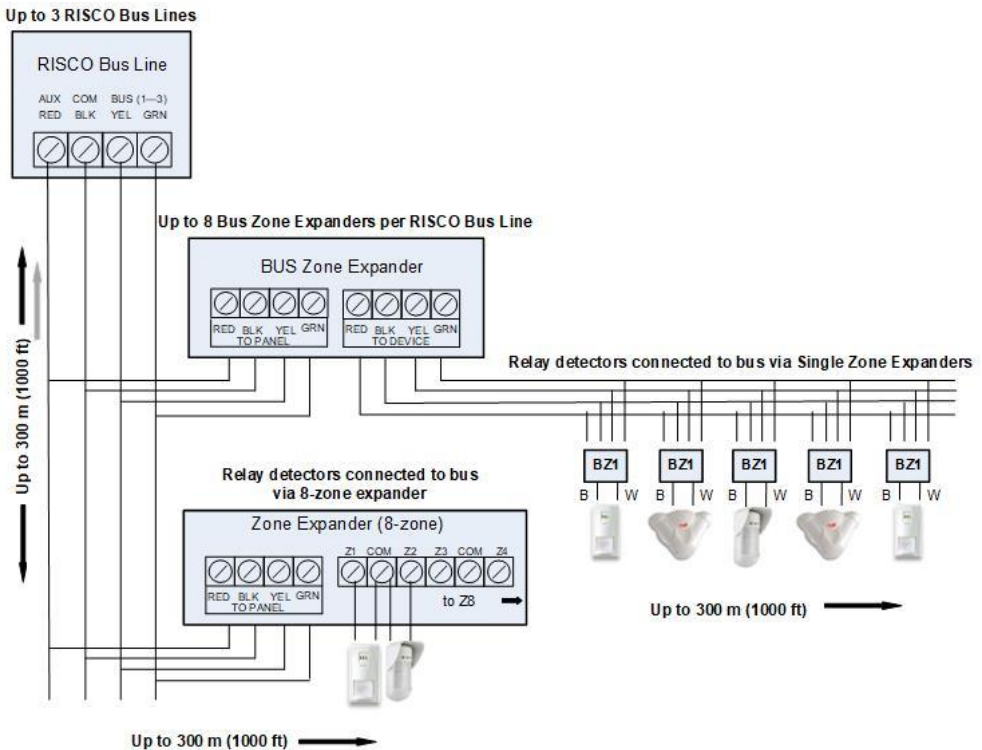 Up to 3 RISCO Bus Lines
RISCO Bus Line
AUX COM BUS (1—3)
RED BLK YEL GRN
Up to 8 Bus Zone Expanders per RISCO Bus Line
BUS Zone Expander
RED BLK YEL GRN RED BLK YEL GRN
TO PANEL TO DEVICE
Up to 300 m (1000 ft)
Relay detectors connected to bus via Single Zone Expanders
BZ1 BZ1 BZ1 BZ1 BZ1
B W B W B W B W B W
Up to 300 m (1000 ft)
Relay detectors connected to bus
via 8-zone expander
Zone Expander (8-zone)
Z1 COM Z2 Z3 COM Z4
RED BLK YEL GRN
TO PANEL
to Z8
Up to 300 m (1000 ft)